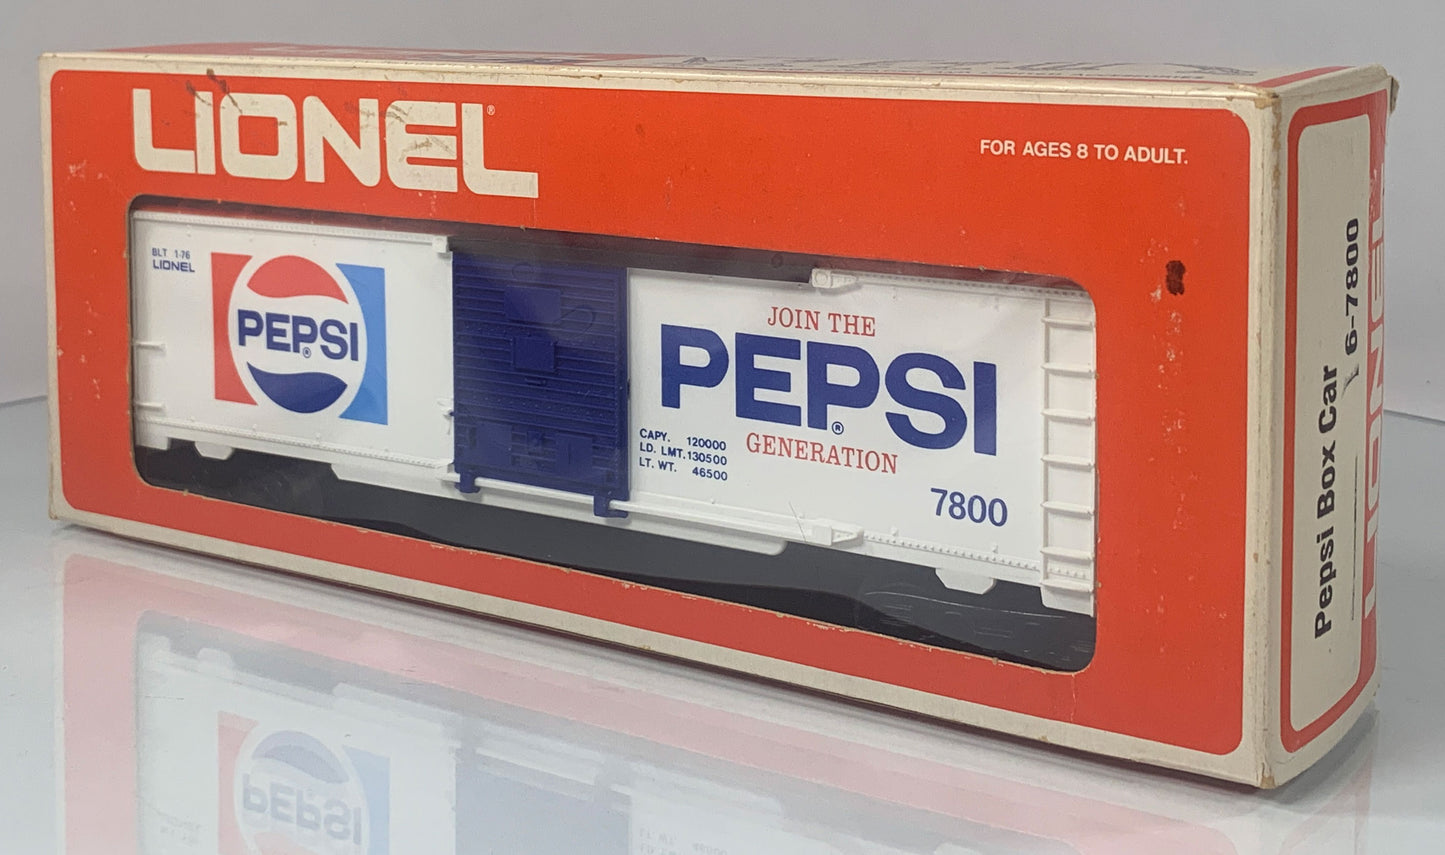 LIONEL®
FOR AGES 8 TO ADULT.
BLT 1-76
LIONEL
PEPSI®
JOIN THE
PEPSI®
GENERATION
CAPY. 120000
LD. LMT. 130500
LT. WT. 46500
7800
Pepsi Box Car 6-7800
LIONEL